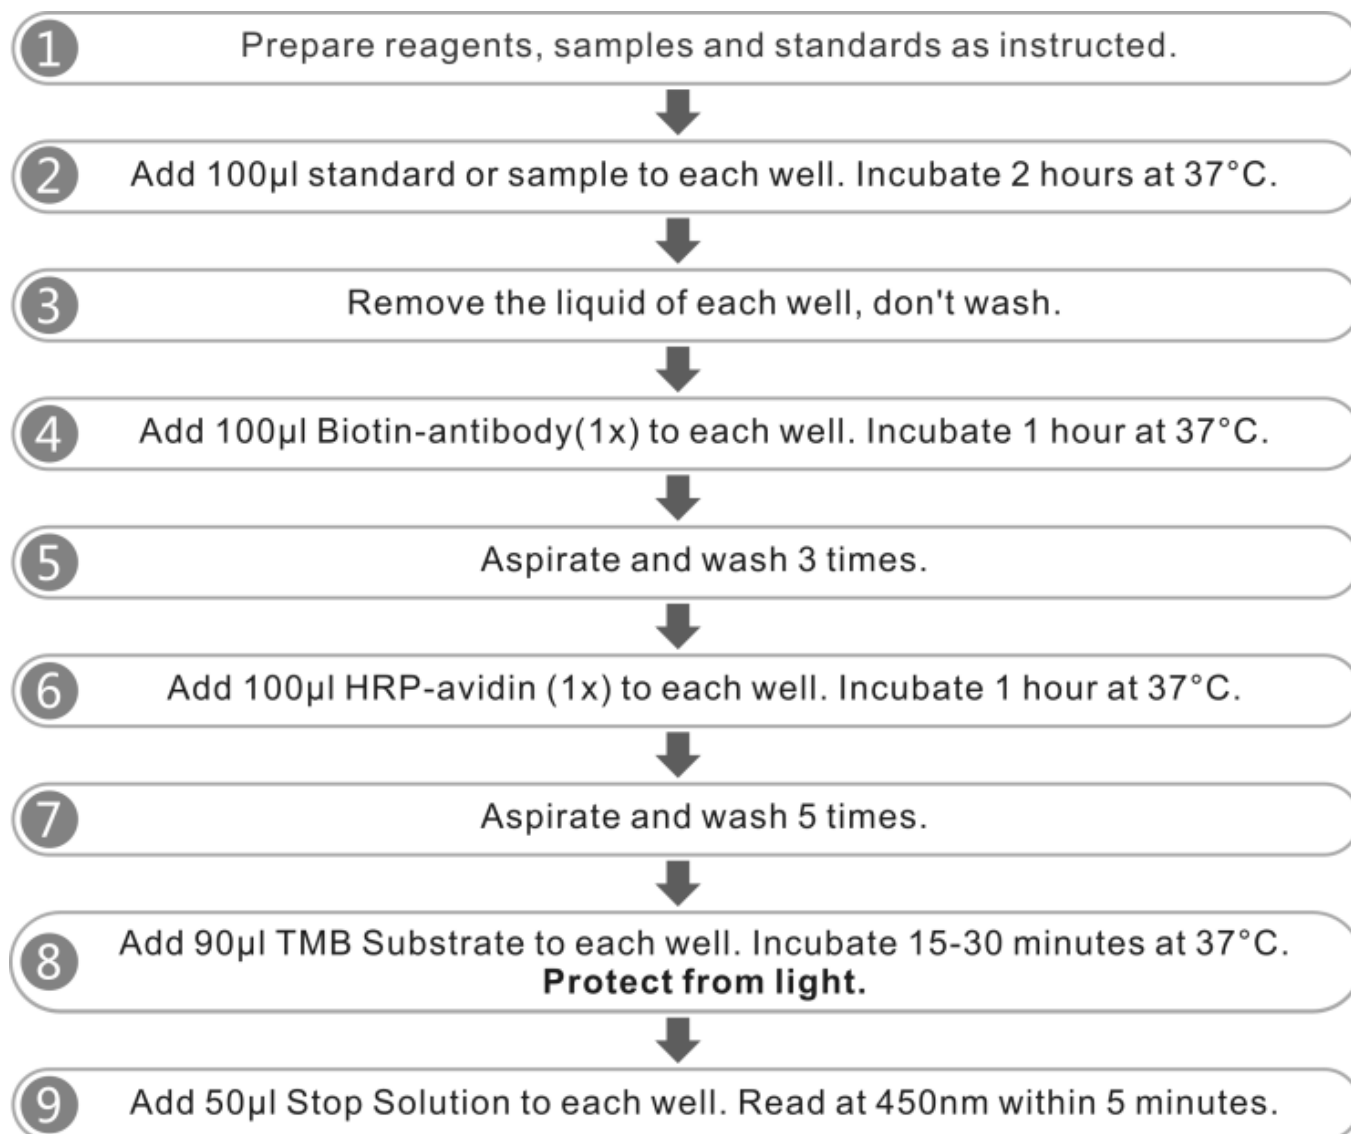 1 Prepare reagents, samples and standards as instructed.
2 Add 100µl standard or sample to each well. Incubate 2 hours at 37°C.
3 Remove the liquid of each well, don't wash.
4 Add 100µl Biotin-antibody(1x) to each well. Incubate 1 hour at 37°C.
5 Aspirate and wash 3 times.
6 Add 100µl HRP-avidin (1x) to each well. Incubate 1 hour at 37°C.
7 Aspirate and wash 5 times.
8 Add 90µl TMB Substrate to each well. Incubate 15-30 minutes at 37°C.
Protect from light.
9 Add 50µl Stop Solution to each well. Read at 450nm within 5 minutes.